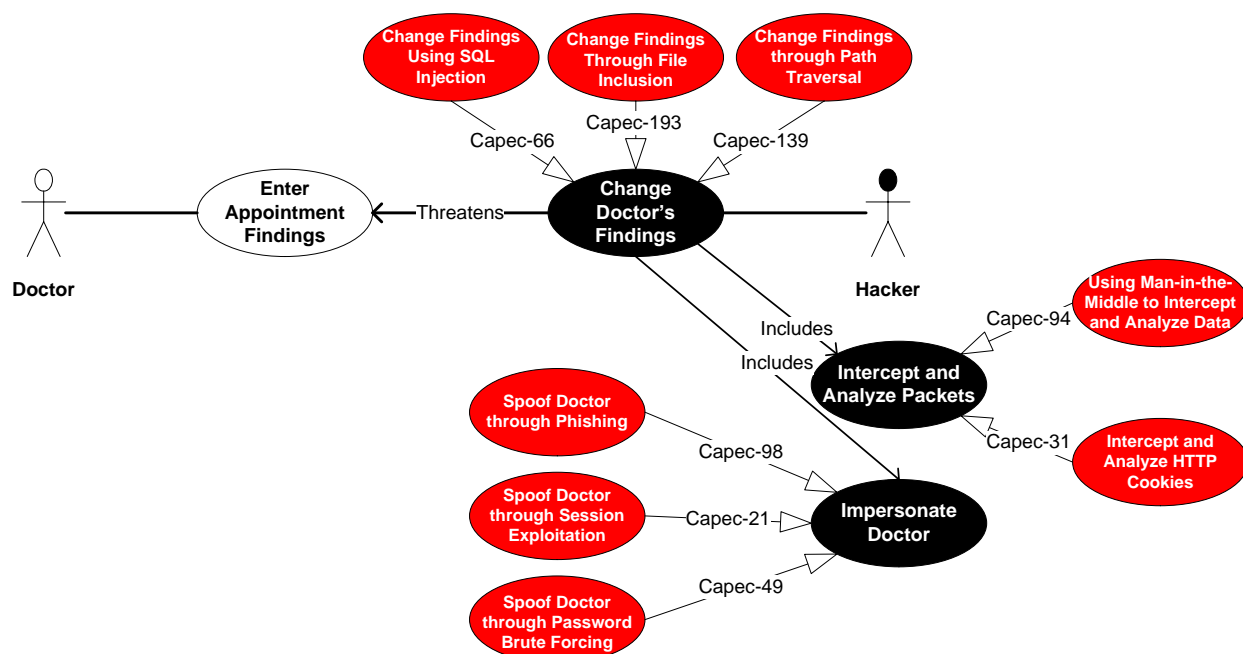 Change Findings
Using SQL
Injection
Change Findings
Through File
Inclusion
Change Findings
through Path
Traversal
Capec-66
Capec-193
Capec-139
Enter
Appointment
Findings
Threatens
Change
Doctor's
Findings
Doctor
Hacker
Using Man-in-the-
Middle to Intercept
and Analyze Data
Capec-94
Includes
Includes
Intercept and
Analyze Packets
Capec-31
Intercept and
Analyze HTTP
Cookies
Spoof Doctor
through Phishing
Capec-98
Spoof Doctor
through Session
Exploitation
Capec-21
Impersonate
Doctor
Capec-49
Spoof Doctor
through Password
Brute Forcing